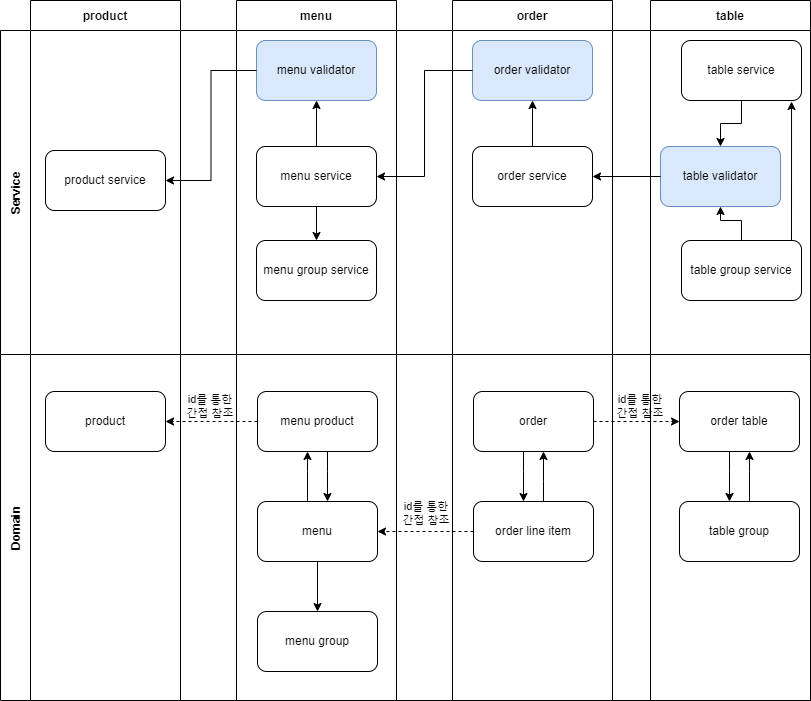 product
menu
order
table
Service
menu validator
order validator
table service
product service
menu service
order service
table validator
menu group service
table group service
Domain
id를 통한
간접 참조
id를 통한
간접 참조
product
menu product
order
order table
id를 통한
간접 참조
menu
order line item
table group
menu group